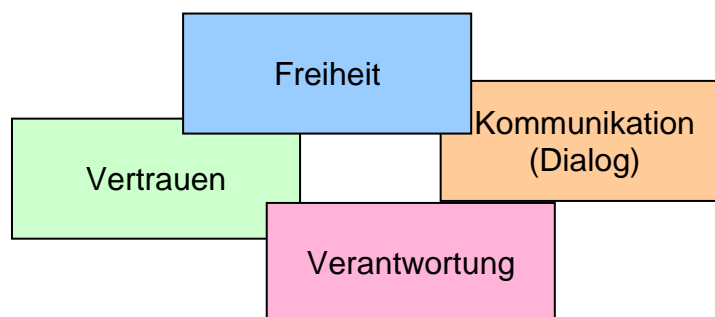 Freiheit
Kommunikation
(Dialog)
Vertrauen
Verantwortung